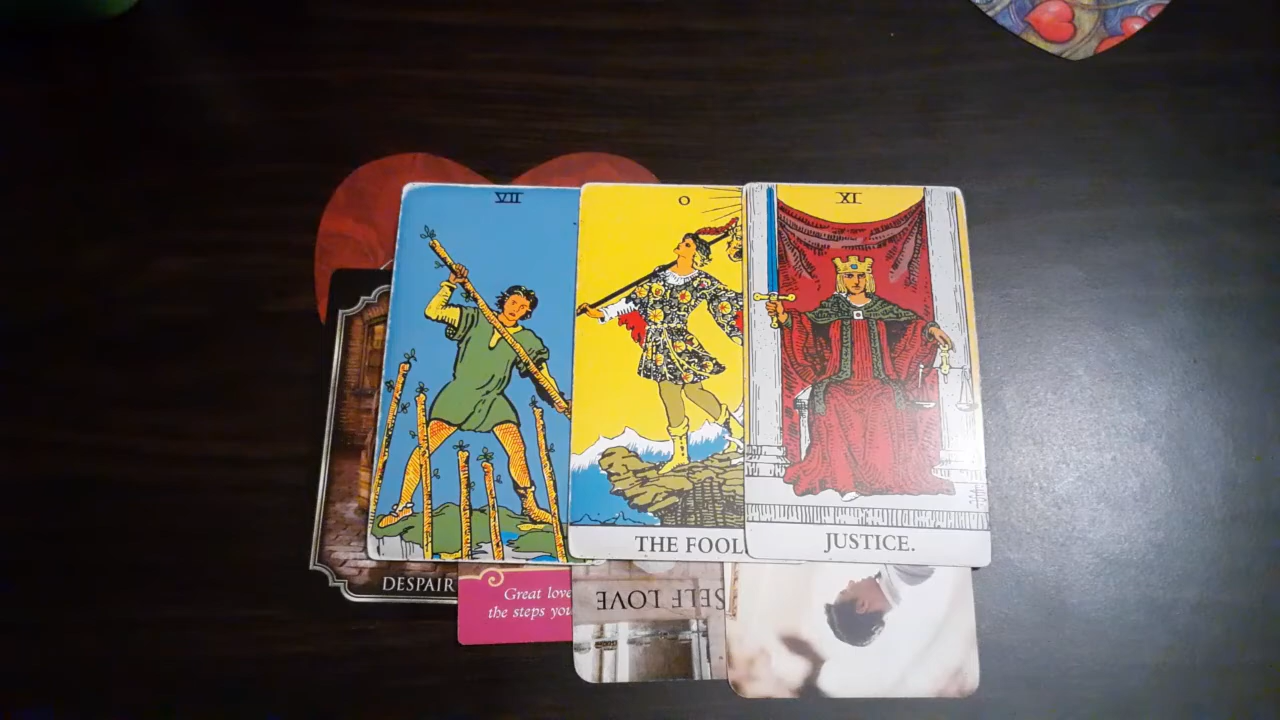 VII
O
XI
THE FOOL
JUSTICE.
DESPAIR
Great love
the steps you
SELF LOVE